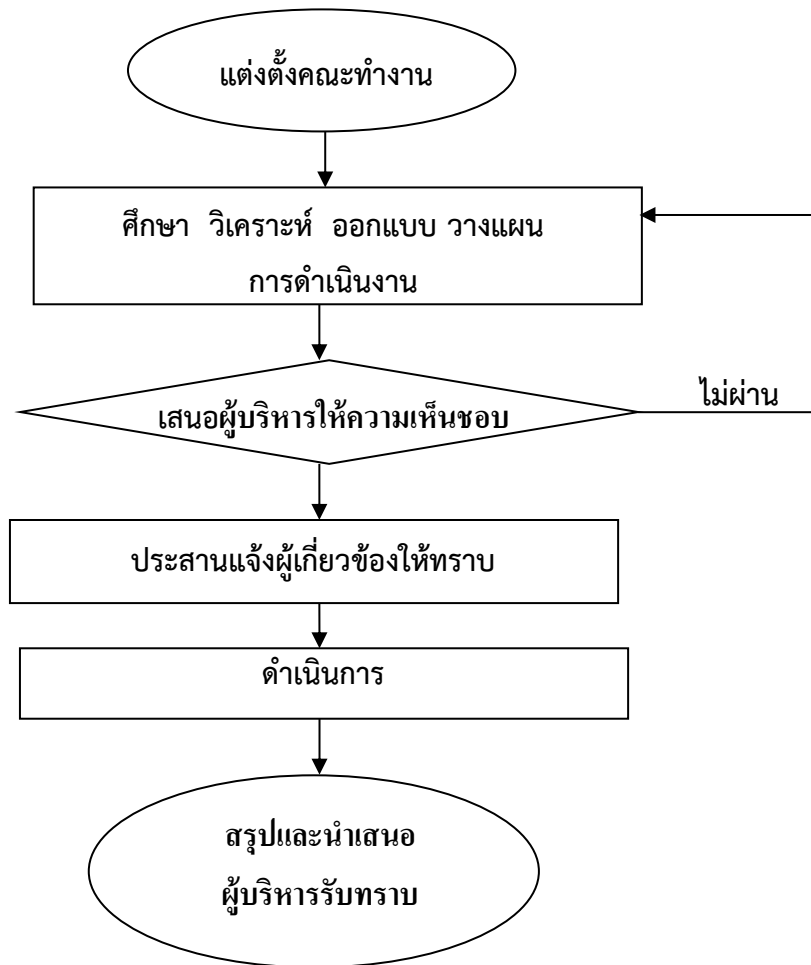 แต่งตั้งคณะทำงาน
ศึกษา วิเคราะห์ ออกแบบ วางแผน
การดำเนินงาน
เสนอผู้บริหารให้ความเห็นชอบ
ไม่ผ่าน
ประสานแจ้งผู้เกี่ยวข้องให้ทราบ
ดำเนินการ
สรุปและนำเสนอ
ผู้บริหารรับทราบ